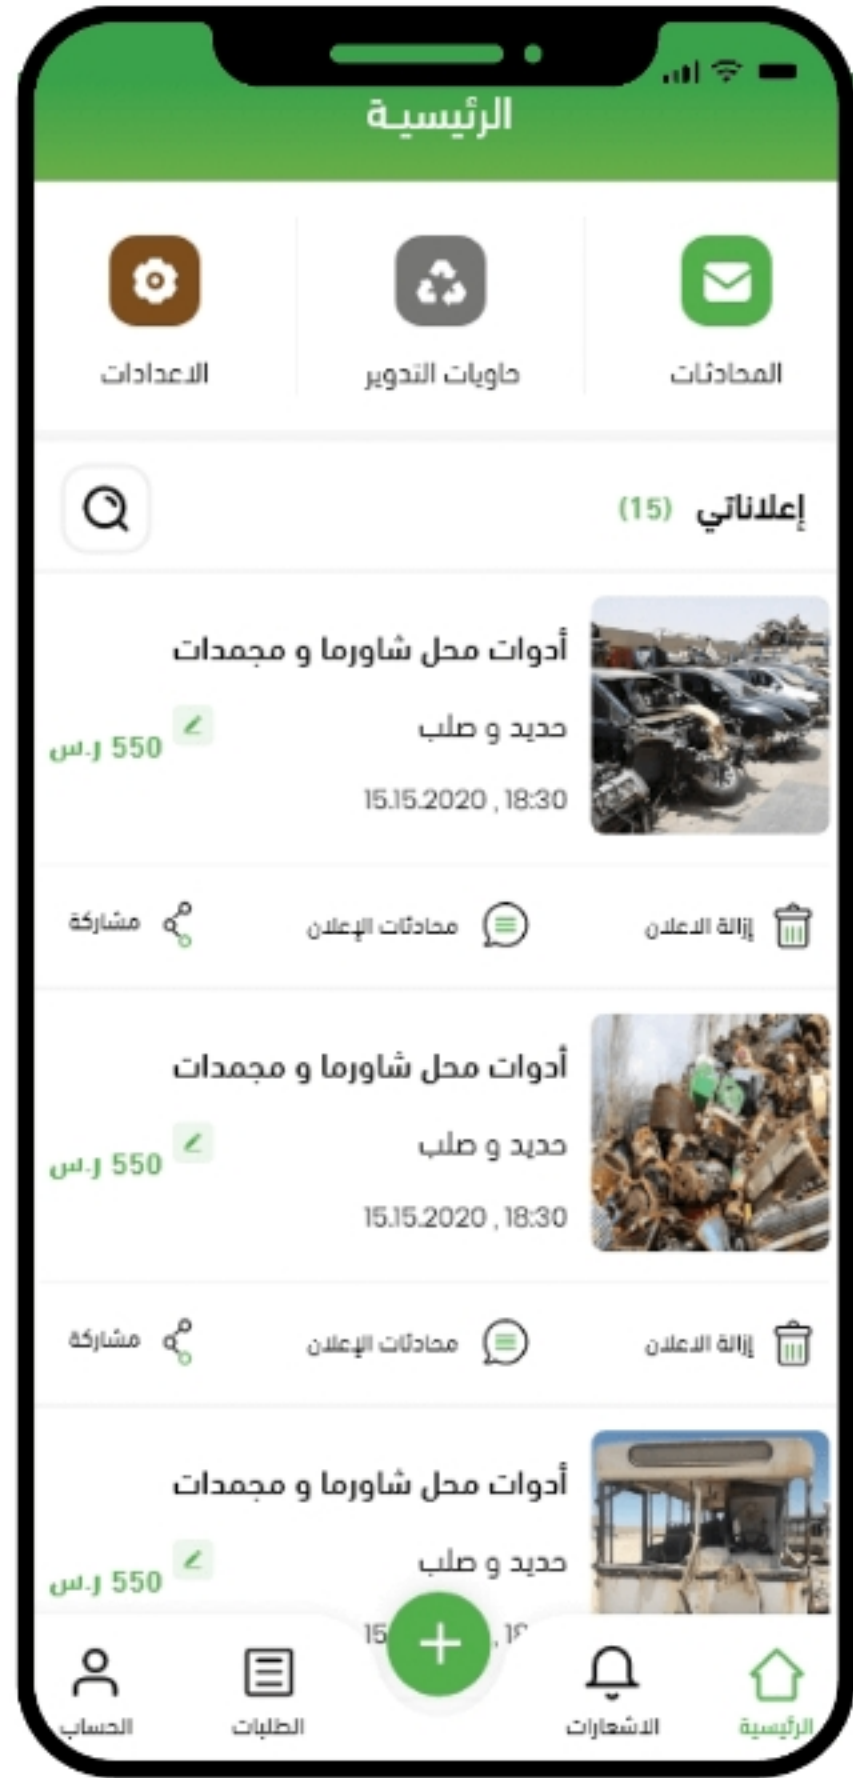 الرئيسية
المحادثات
حاويات التدوير
الاعدادات
إعلاناتي (15)
أدوات محل شاورما و مجمدات
حديد و صلب
550 ر.س
15.15.2020 , 18:30
إزالة الاعلان
محادثات الإعلان
مشاركة
أدوات محل شاورما و مجمدات
حديد و صلب
550 ر.س
15.15.2020 , 18:30
إزالة الاعلان
محادثات الإعلان
مشاركة
أدوات محل شاورما و مجمدات
حديد و صلب
550 ر.س
الرئيسية
الاشعارات
الطلبات
الحساب